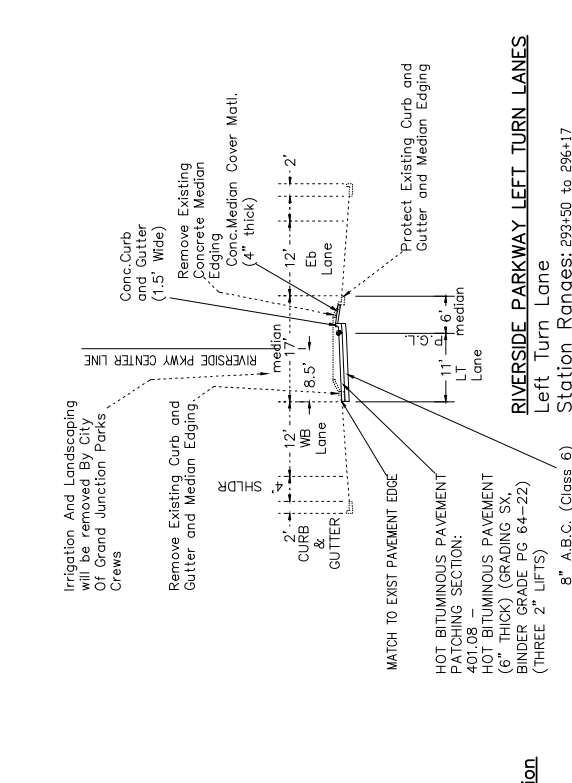 Irrigation And Landscaping
will be removed By City
Of Grand Junction Parks
Crews
Remove Existing Curb and
Gutter and Median Edging
RIVERSIDE PKWY CENTER LINE
Conc.Curb
and Gutter
(1.5' Wide)
Remove Existing
Concrete Median
Edging
Conc.Median Cover Matl.
(4" thick)
2'
CURB
&
GUTTER
4'
SHLDR
12'
WB
Lane
median
17'
8.5'
12'
Eb
Lane
2'
P.G.L.
11'
LT
Lane
6'
median
Protect Existing Curb and
Gutter and Median Edging
MATCH TO EXIST PAVEMENT EDGE
HOT BITUMINOUS PAVEMENT
PATCHING SECTION:
401.08 –
HOT BITUMINOUS PAVEMENT
(6" THICK) (GRADING SX,
BINDER GRADE PG 64-22)
(THREE 2" LIFTS)
8" A.B.C. (Class 6)
RIVERSIDE PARKWAY LEFT TURN LANES
Left Turn Lane
Station Ranges: 293+50 to 296+17
ion